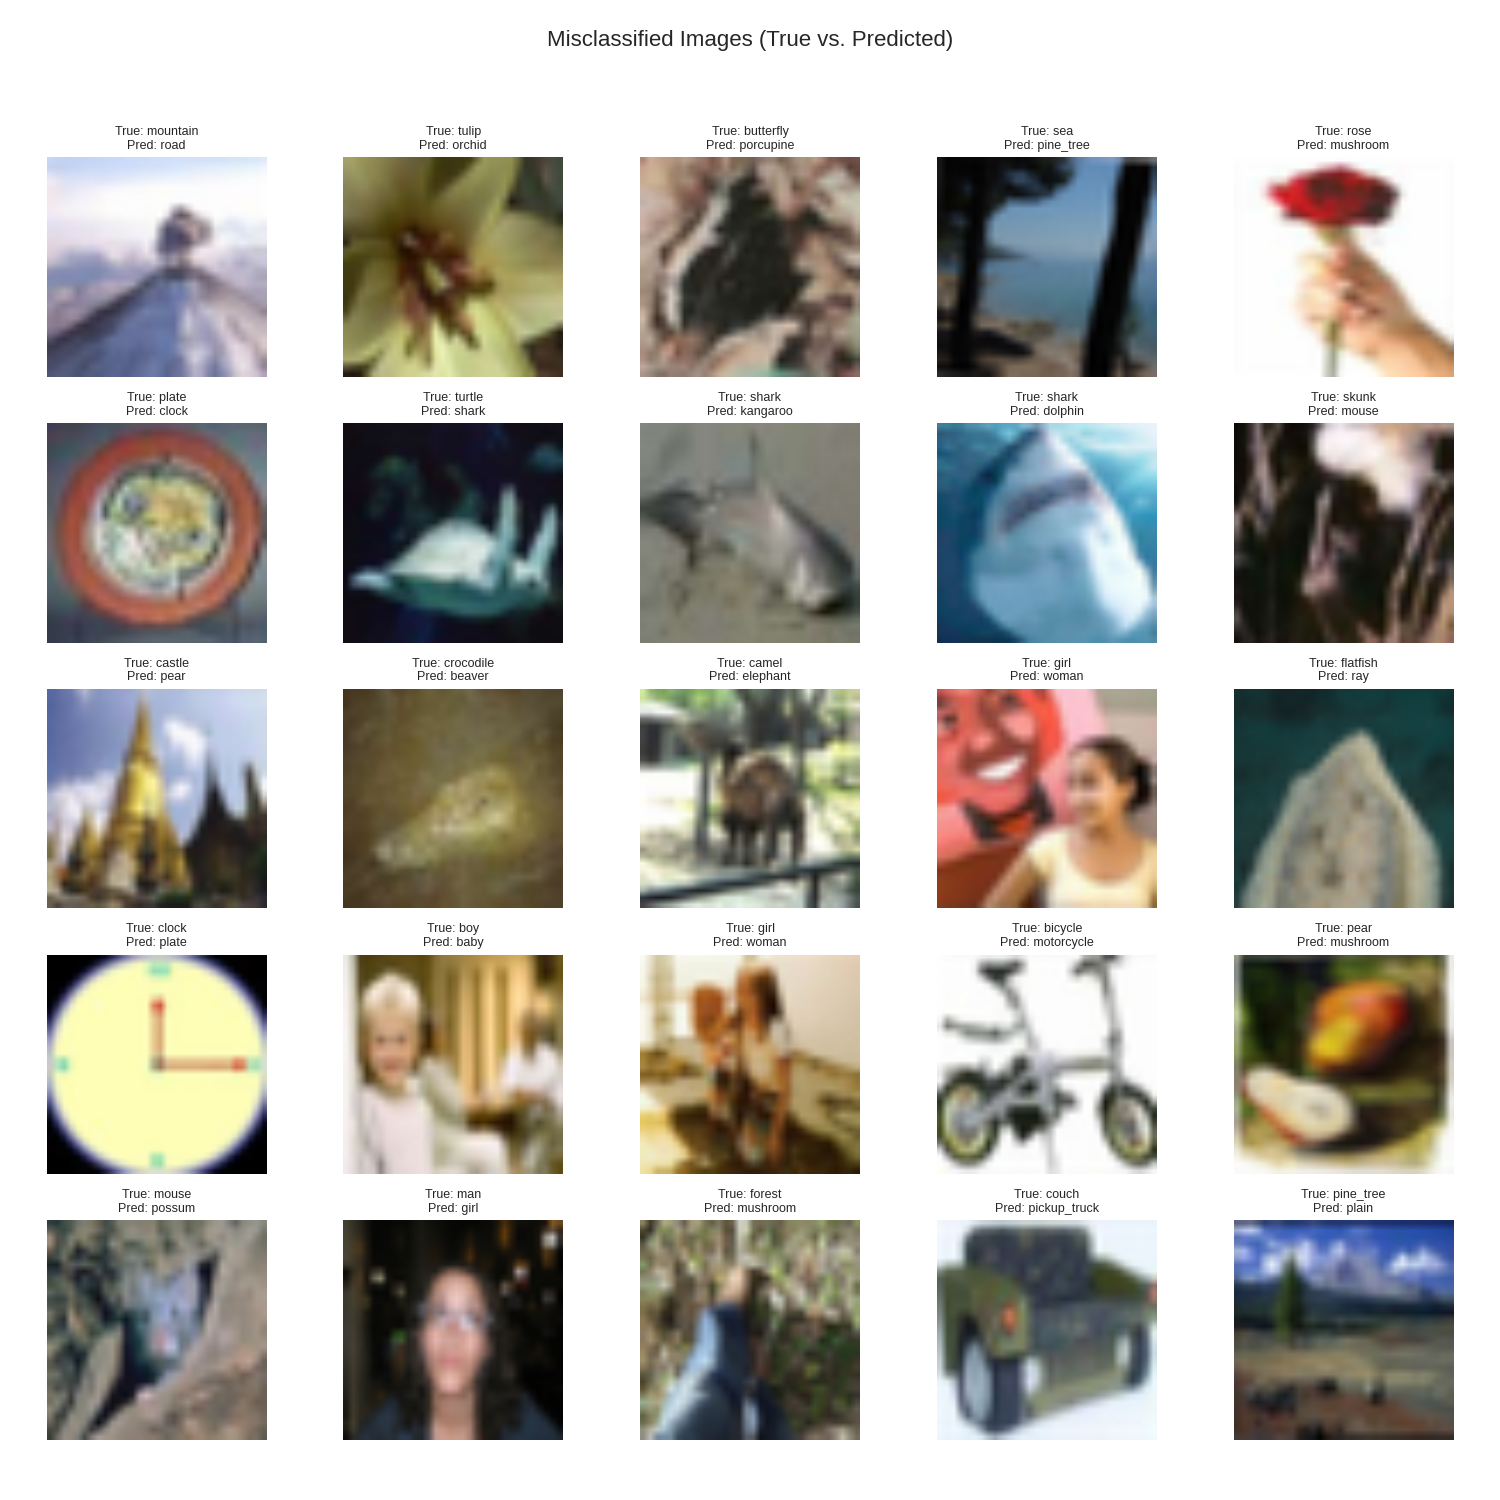 Misclassified Images (True vs. Predicted)
True: mountain
Pred: road
True: tulip
Pred: orchid
True: butterfly
Pred: porcupine
True: sea
Pred: pine_tree
True: rose
Pred: mushroom
True: plate
Pred: clock
True: turtle
Pred: shark
True: shark
Pred: kangaroo
True: shark
Pred: dolphin
True: skunk
Pred: mouse
True: castle
Pred: pear
True: crocodile
Pred: beaver
True: camel
Pred: elephant
True: girl
Pred: woman
True: flatfish
Pred: ray
True: clock
Pred: plate
True: boy
Pred: baby
True: girl
Pred: woman
True: bicycle
Pred: motorcycle
True: pear
Pred: mushroom
True: mouse
Pred: possum
True: man
Pred: girl
True: forest
Pred: mushroom
True: couch
Pred: pickup_truck
True: pine_tree
Pred: plain